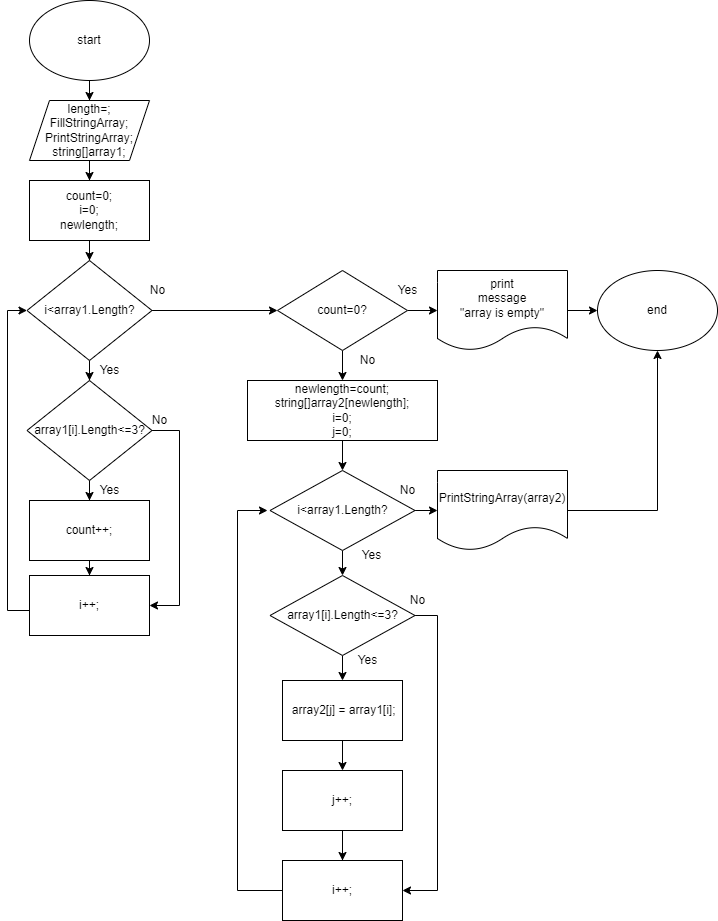 start
length=;
FillStringArray;
PrintStringArray;
string[]array1;
count=0;
i=0;
newlength;
i<array1.Length?
No
Yes
array1[i].Length<=3?
No
Yes
count++;
i++;
count=0?
Yes
No
print
message
"array is empty"
end
newlength=count;
string[]array2[newlength];
i=0;
j=0;
i<array1.Length?
No
Yes
PrintStringArray(array2)
array1[i].Length<=3?
No
Yes
array2[j] = array1[i];
j++;
i++;